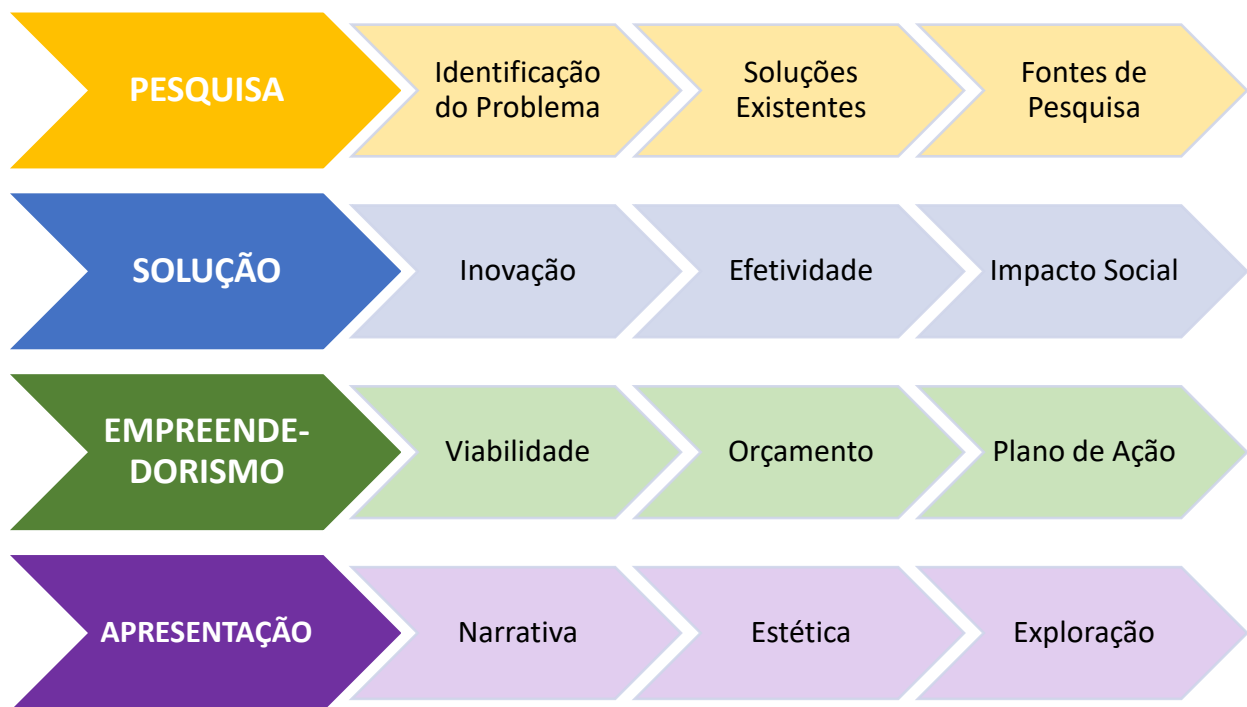 PESQUISA
Identificação
do Problema
Soluções
Existentes
Fontes de
Pesquisa
SOLUÇÃO
Inovação
Efetividade
Impacto Social
EMPREENDE-
DORISMO
Viabilidade
Orçamento
Plano de Ação
APRESENTAÇÃO
Narrativa
Estética
Exploração